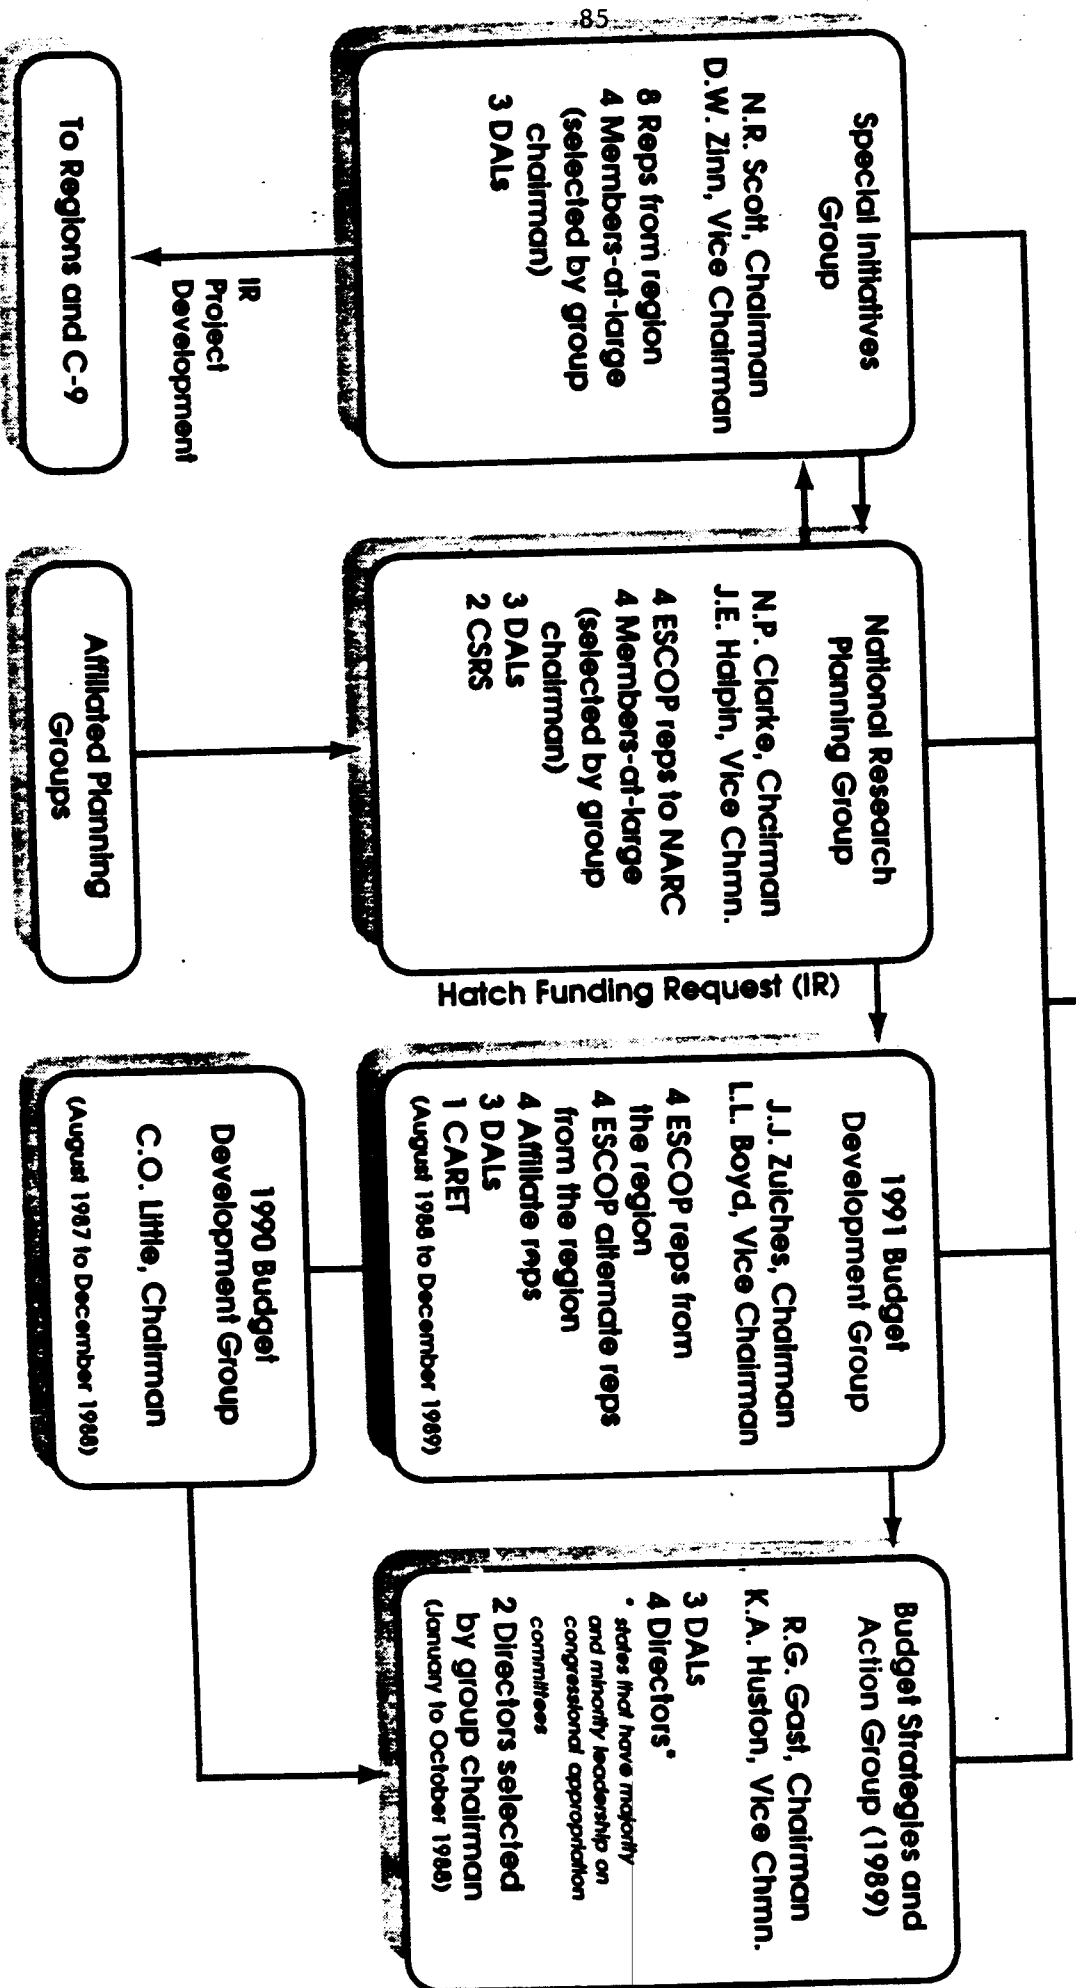 -85-
Special Initiatives
Group
N.R. Scott, Chairman
D.W. Zinn, Vice Chairman
8 Reps from region
4 Members-at-large
(selected by group
chairman)
3 DALs
IR
Project
Development
To Regions and C-9
National Research
Planning Group
N.P. Clarke, Chairman
J.E. Halpin, Vice Chmn.
4 ESCOP reps to NARC
4 Members-at-large
(selected by group
chairman)
3 DALs
2 CSRS
Affiliated Planning
Groups
Hatch Funding Request (IR)
1991 Budget
Development Group
J.J. Zuiches, Chairman
L.L. Boyd, Vice Chairman
4 ESCOP reps from
the region
4 ESCOP alternate reps
from the region
4 Affiliate reps
3 DALs
1 CARET
(August 1988 to December 1989)
1990 Budget
Development Group
C.O. Little, Chairman
(August 1987 to December 1988)
Budget Strategies and
Action Group (1989)
R.G. Gast, Chairman
K.A. Huston, Vice Chmn.
3 DALs
4 Directors*
* states that have majority
and minority leadership on
congressional appropriation
committees
2 Directors selected
by group chairman
(January to October 1988)